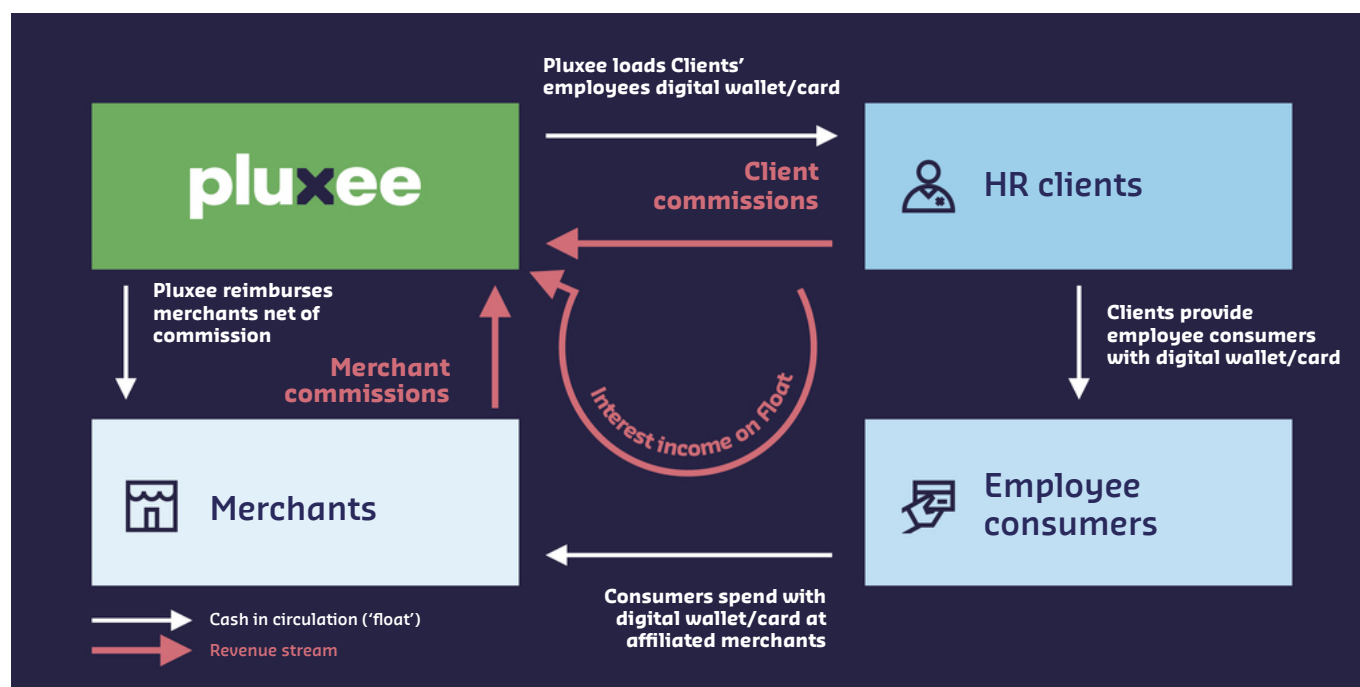 Pluxee loads Clients’
employees digital wallet/card
pluxee
Client
commissions
HR clients
Pluxee reimburses
merchants net of
commission
Clients provide
employee consumers
with digital wallet/card
Merchant
commissions
Interest income on Float
Merchants
Employee
consumers
Consumers spend with
digital wallet/card at
affiliated merchants
Cash in circulation (‘float’)
Revenue stream